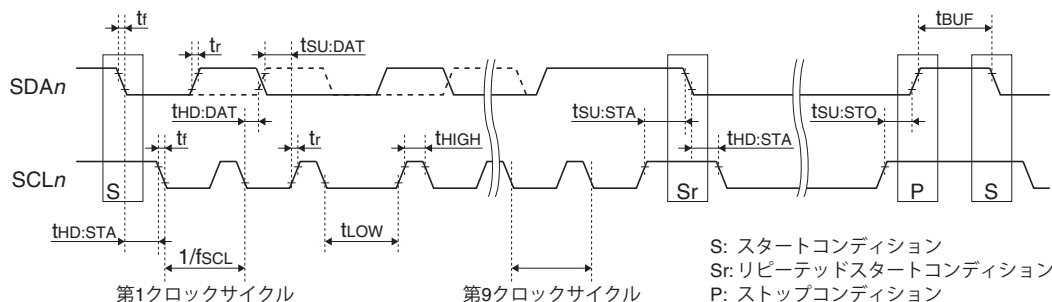 tf
tr
tSU:DAT
tBUF
SDAn
tHD:DAT
tf
tr
tHIGH
tSU:STA
tHD:STA
tSU:STO
SCLn
S
Sr
P
S
tHD:STA
1/fSCL
tLOW
第1クロックサイクル
第9クロックサイクル
S: スタートコンディション
Sr: リピーテッドスタートコンディション
P: ストップコンディション